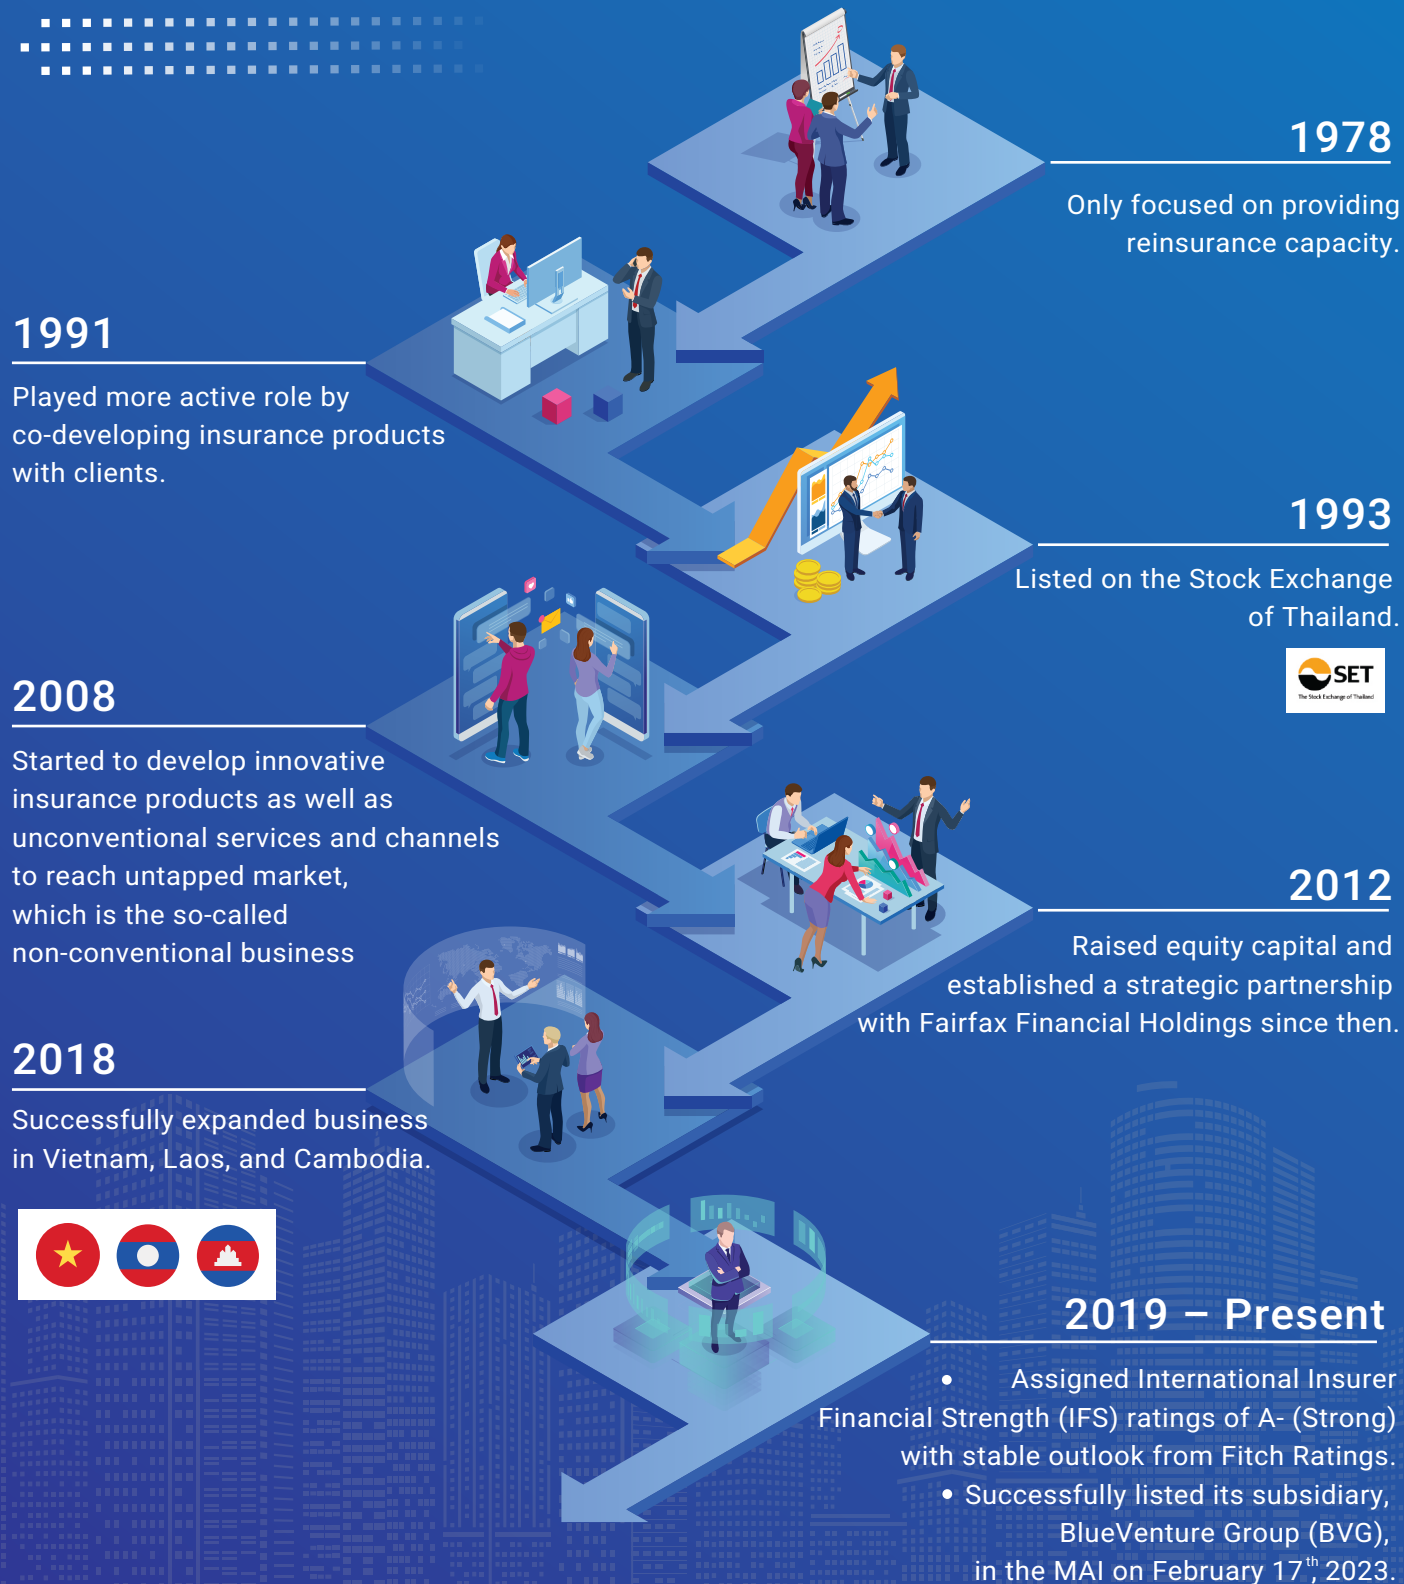 1978
Only focused on providing
reinsurance capacity.
1991
Played more active role by
co-developing insurance products
with clients.
1993
Listed on the Stock Exchange
of Thailand.
SET
The Stock Exchange of Thailand
2008
Started to develop innovative
insurance products as well as
unconventional services and channels
to reach untapped market,
which is the so-called
non-conventional business
2012
Raised equity capital and
established a strategic partnership
with Fairfax Financial Holdings since then.
2018
Successfully expanded business
in Vietnam, Laos, and Cambodia.
2019 – Present
• Assigned International Insurer
Financial Strength (IFS) ratings of A- (Strong)
with stable outlook from Fitch Ratings.
• Successfully listed its subsidiary,
BlueVenture Group (BVG),
in the MAI on February 17th, 2023.